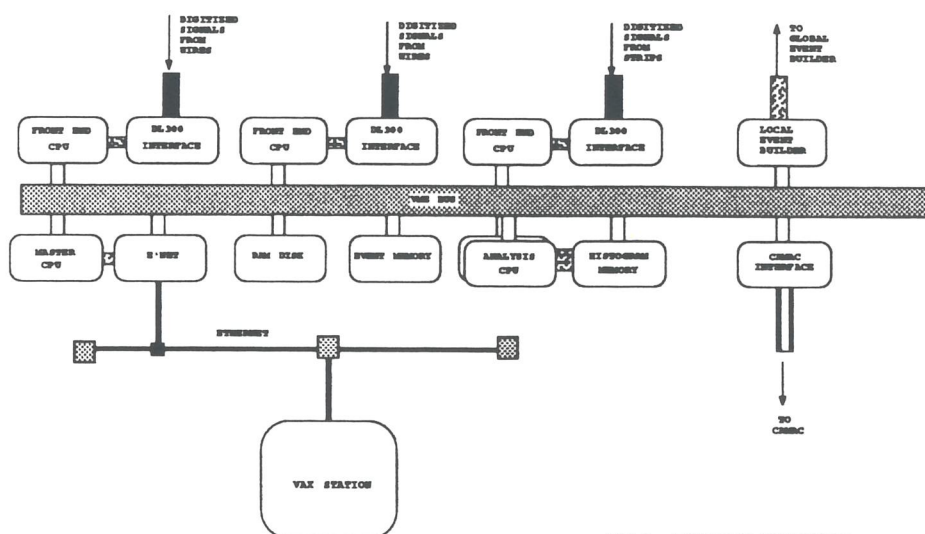 DIGITIZED
SIGNALS
FROM
WIRES
DIGITIZED
SIGNALS
FROM
WIRES
DIGITIZED
SIGNALS
FROM
STRIPS
TO
GLOBAL
EVENT
BUILDER
FRONT END
CPU
DL300
INTERFACE
FRONT END
CPU
DL300
INTERFACE
FRONT END
CPU
DL300
INTERFACE
LOCAL
EVENT
BUILDER
VME BUS
MASTER
CPU
E-NET
RAM DISK
EVENT MEMORY
ANALYSIS
CPU
HISTOGRAM
MEMORY
CAMAC
INTERFACE
ETHERNET
TO
CAMAC
VAX STATION